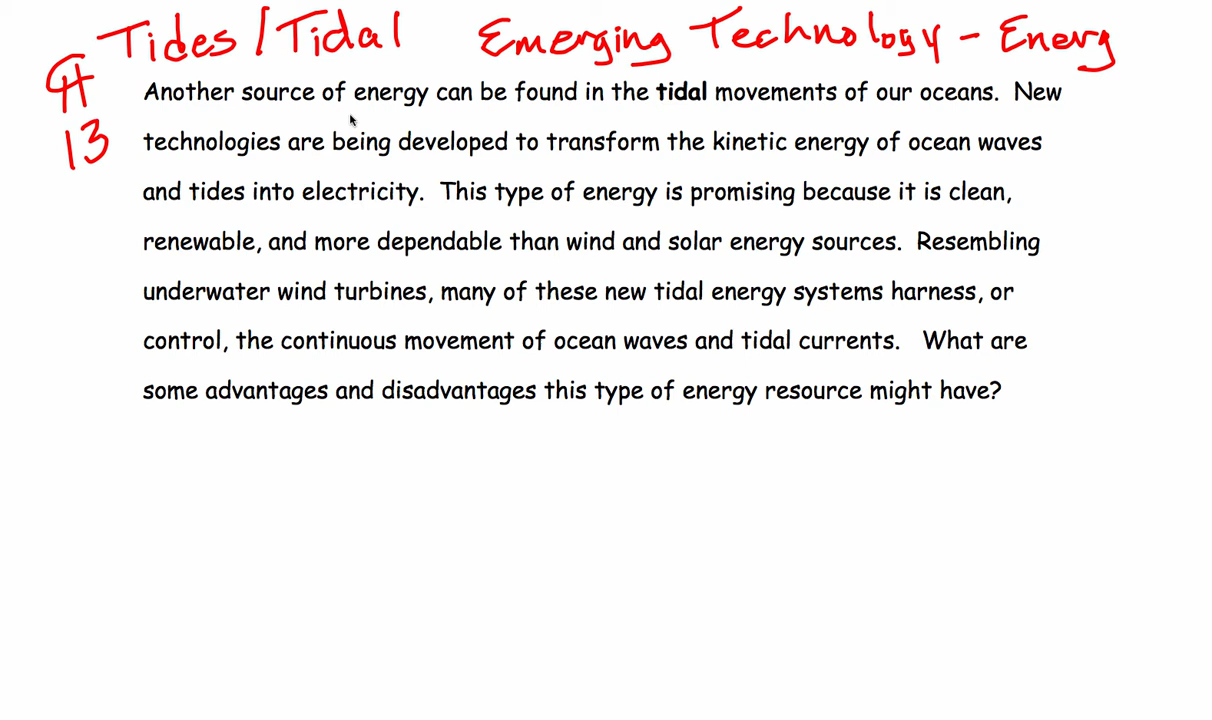 Tides / Tidal Emerging Technology - Energ
Another source of energy can be found in the tidal movements of our oceans. New
13
technologies are being developed to transform the kinetic energy of ocean waves
and tides into electricity. This type of energy is promising because it is clean,
renewable, and more dependable than wind and solar energy sources. Resembling
underwater wind turbines, many of these new tidal energy systems harness, or
control, the continuous movement of ocean waves and tidal currents. What are
some advantages and disadvantages this type of energy resource might have?